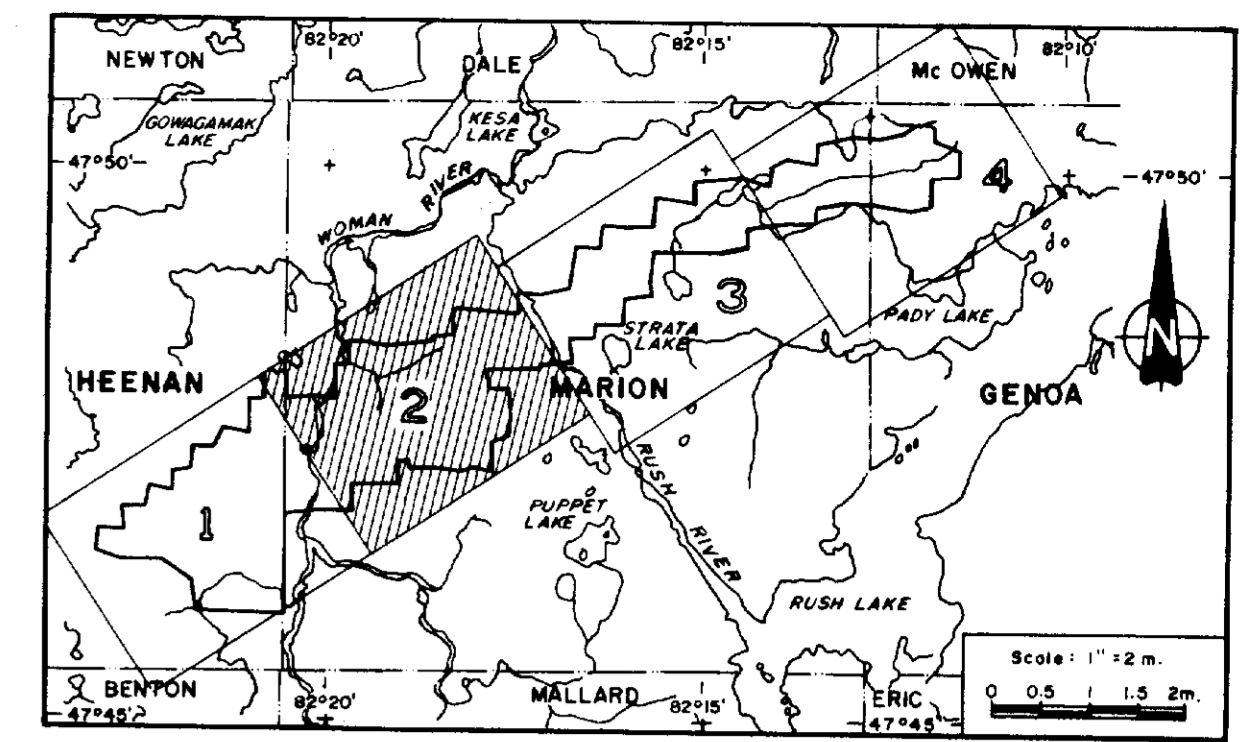 82°20'
82°15'
82°10'
NEWTON
DALE
Mc OWEN
GOWAGAMAK
LAKE
KESA
LAKE
47°50'
47°50'
WOMAN RIVER
4
3
STRATA
LAKE
PADY LAKE
N
HEENAN
2
MARION
GENOA
1
PUPPET
LAKE
RUSH RIVER
RUSH LAKE
Scale: 1" = 2 m.
0 0.5 1 1.5 2m.
BENTON
MALLARD
ERIC
47°45'
82°20'
82°15'
47°45'